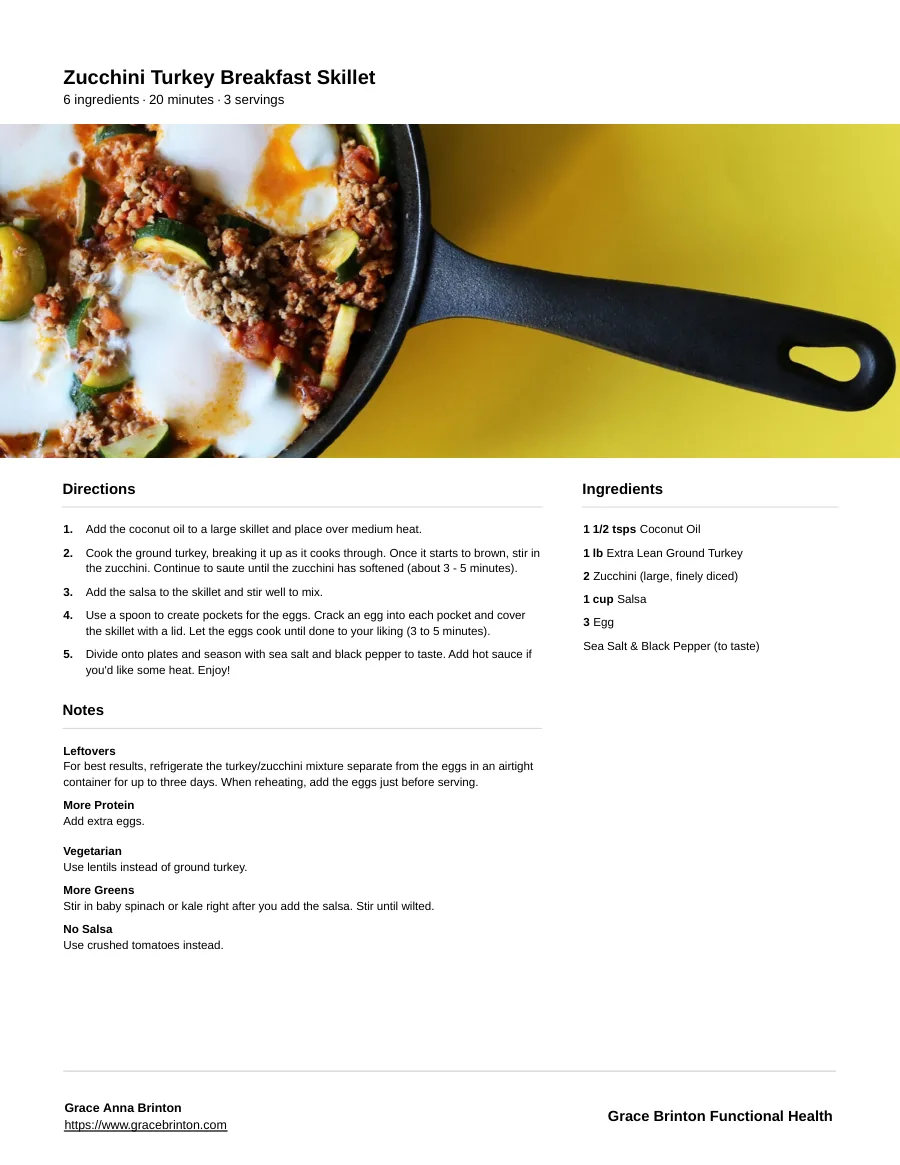 Zucchini Turkey Breakfast Skillet
6 ingredients · 20 minutes · 3 servings
Directions
1. Add the coconut oil to a large skillet and place over medium heat.
2. Cook the ground turkey, breaking it up as it cooks through. Once it starts to brown, stir in
the zucchini. Continue to saute until the zucchini has softened (about 3 - 5 minutes).
3. Add the salsa to the skillet and stir well to mix.
4. Use a spoon to create pockets for the eggs. Crack an egg into each pocket and cover
the skillet with a lid. Let the eggs cook until done to your liking (3 to 5 minutes).
5. Divide onto plates and season with sea salt and black pepper to taste. Add hot sauce if
you'd like some heat. Enjoy!
Notes
Leftovers
For best results, refrigerate the turkey/zucchini mixture separate from the eggs in an airtight
container for up to three days. When reheating, add the eggs just before serving.
More Protein
Add extra eggs.
Vegetarian
Use lentils instead of ground turkey.
More Greens
Stir in baby spinach or kale right after you add the salsa. Stir until wilted.
No Salsa
Use crushed tomatoes instead.
Ingredients
1 1/2 tsps Coconut Oil
1 lb Extra Lean Ground Turkey
2 Zucchini (large, finely diced)
1 cup Salsa
3 Egg
Sea Salt & Black Pepper (to taste)
Grace Anna Brinton
https://www.gracebrinton.com
Grace Brinton Functional Health